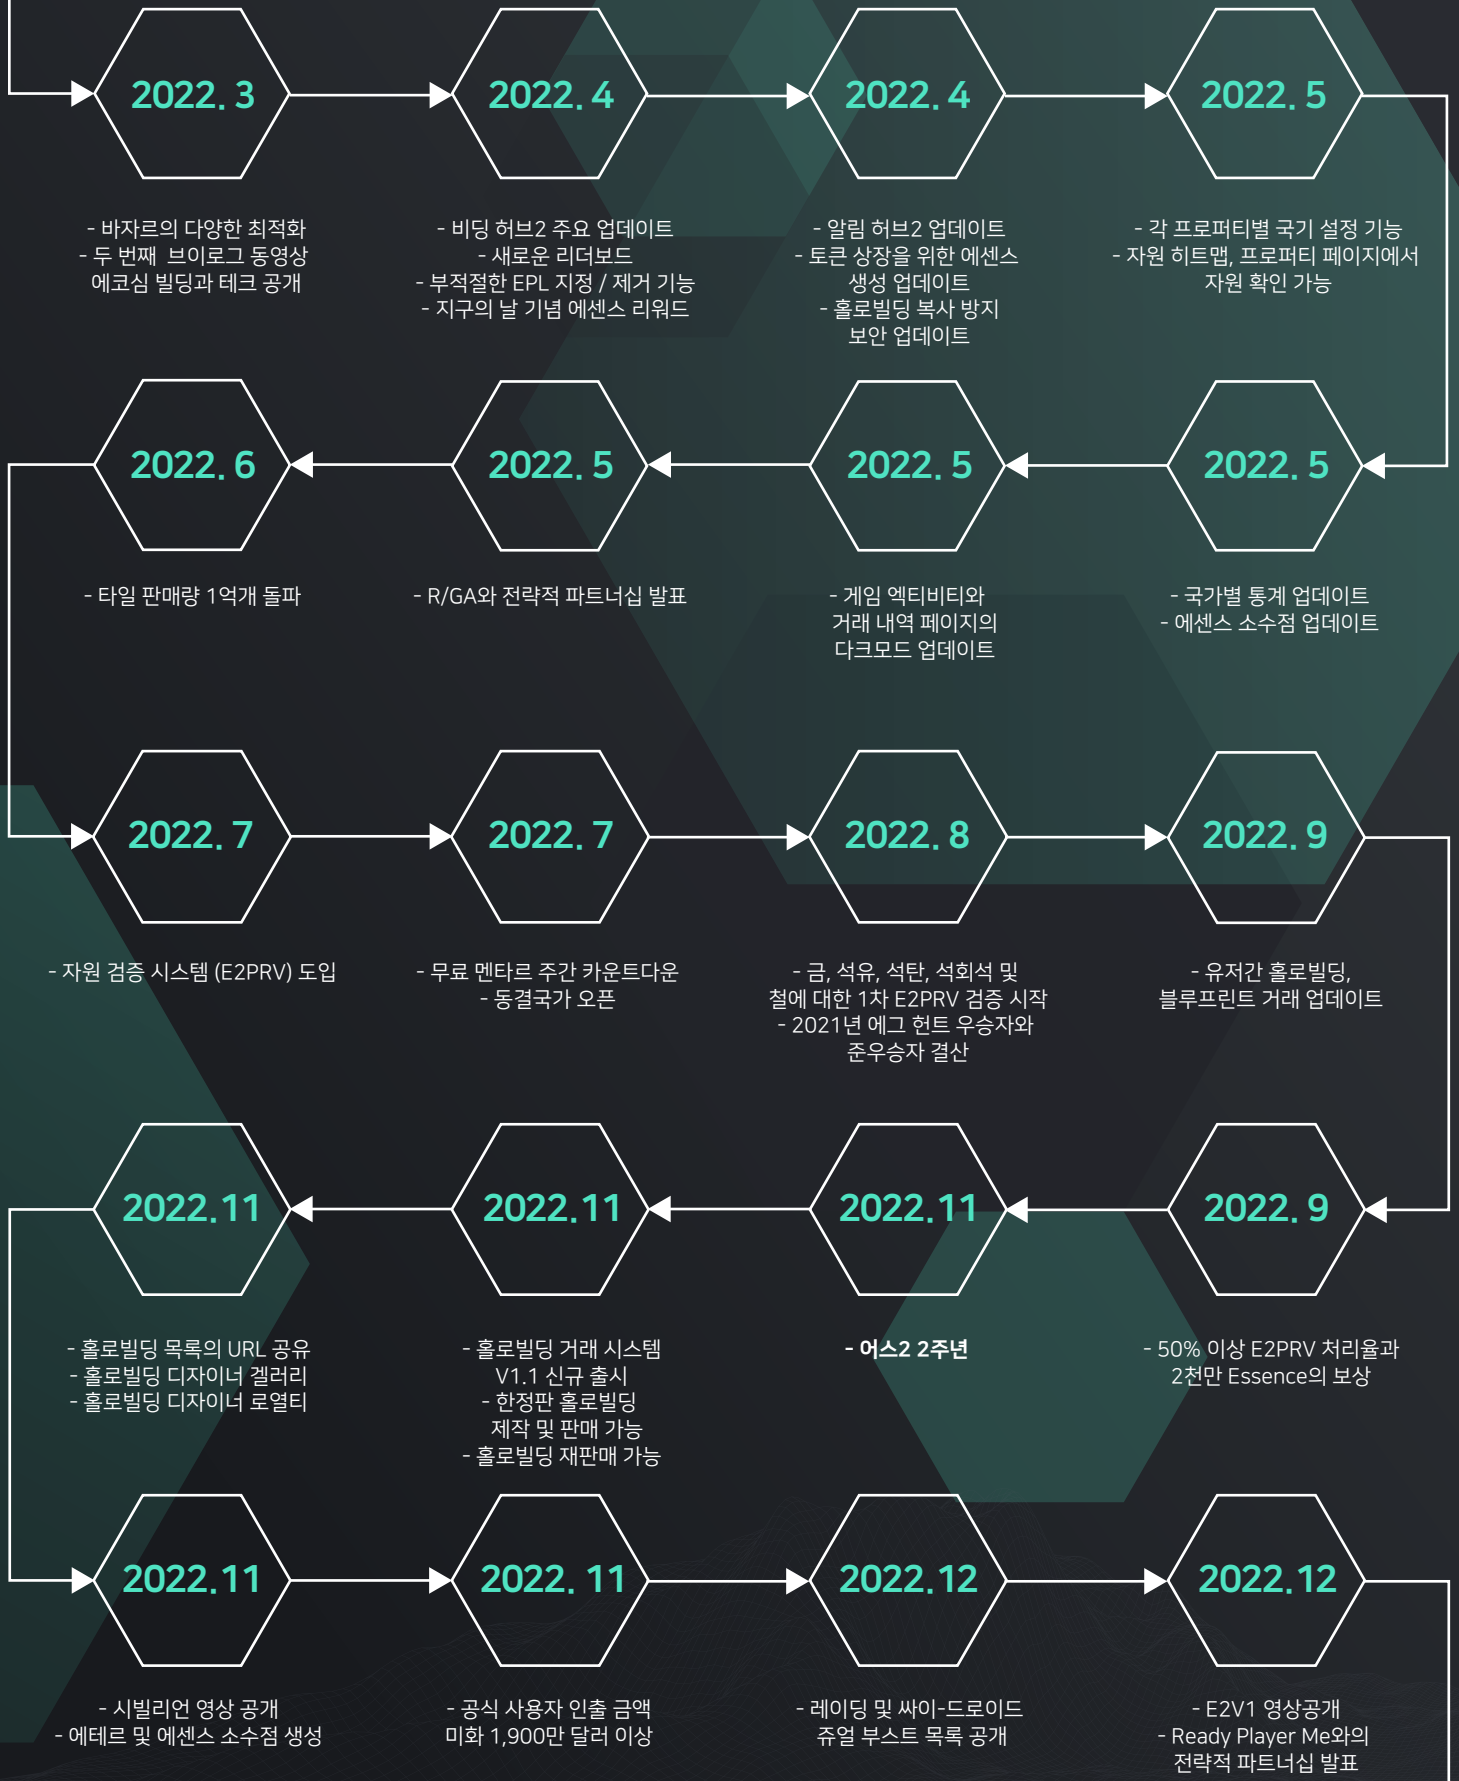 2022. 3
- 바자르의 다양한 최적화
- 두 번째 브이로그 동영상
에코심 빌딩과 테크 공개
2022. 4
- 비딩 허브2 주요 업데이트
- 새로운 리더보드
- 부적절한 EPL 지정 / 제거 기능
- 지구의 날 기념 에센스 리워드
2022. 4
- 알림 허브2 업데이트
- 토큰 상장을 위한 에센스
생성 업데이트
- 홀로빌딩 복사 방지
보안 업데이트
2022. 5
- 각 프로퍼티별 국기 설정 기능
- 자원 히트맵, 프로퍼티 페이지에서
자원 확인 가능
2022. 5
- 국가별 통계 업데이트
- 에센스 소수점 업데이트
2022. 5
- 게임 엑티비티와
거래 내역 페이지의
다크모드 업데이트
2022. 5
- R/GA와 전략적 파트너십 발표
2022. 6
- 타일 판매량 1억개 돌파
2022. 7
- 자원 검증 시스템 (E2PRV) 도입
2022. 7
- 무료 멘타르 주간 카운트다운
- 동결국가 오픈
2022. 8
- 금, 석유, 석탄, 석회석 및
철에 대한 1차 E2PRV 검증 시작
- 2021년 에그 헌트 우승자와
준우승자 결산
2022. 9
- 유저간 홀로빌딩,
블루프린트 거래 업데이트
2022. 9
- 50% 이상 E2PRV 처리율과
2천만 Essence의 보상
2022.11
- 어스2 2주년
2022.11
- 홀로빌딩 거래 시스템
V1.1 신규 출시
- 한정판 홀로빌딩
제작 및 판매 가능
- 홀로빌딩 재판매 가능
2022.11
- 홀로빌딩 목록의 URL 공유
- 홀로빌딩 디자이너 겔러리
- 홀로빌딩 디자이너 로열티
2022.11
- 시빌리언 영상 공개
- 에테르 및 에센스 소수점 생성
2022. 11
- 공식 사용자 인출 금액
미화 1,900만 달러 이상
2022.12
- 레이딩 및 싸이-드로이드
쥬얼 부스트 목록 공개
2022.12
- E2V1 영상공개
- Ready Player Me와의
전략적 파트너십 발표